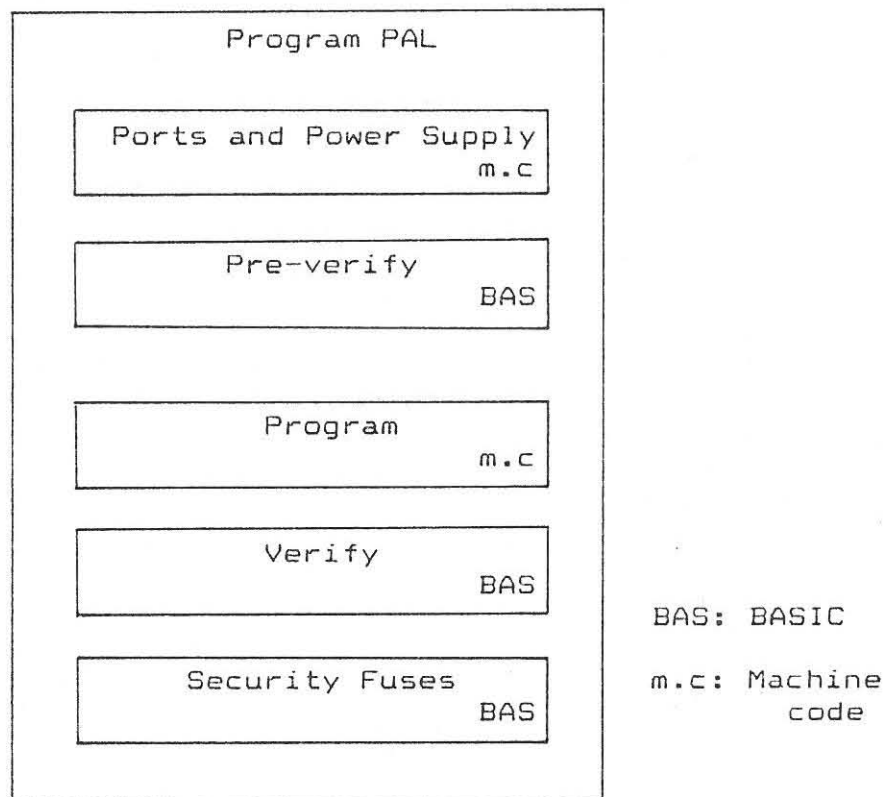 Program PAL
Ports and Power Supply
m.c
Pre-verify
BAS
Program
m.c
Verify
BAS
Security Fuses
BAS
BAS: BASIC
m.c: Machine
code